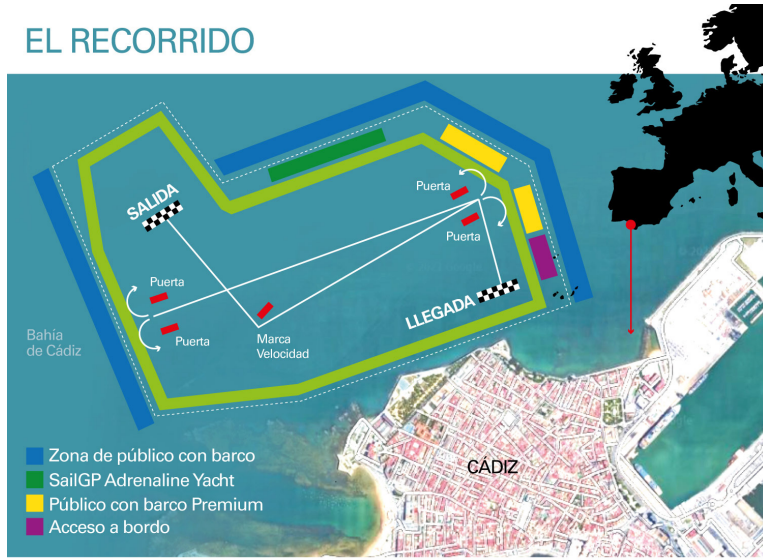 EL RECORRIDO
SALIDA
Puerta
Puerta
Puerta
Puerta
Marca
Velocidad
LLEGADA
Bahía
de Cádiz
CÁDIZ
Zona de público con barco
SailGP Adrenaline Yacht
Público con barco Premium
Acceso a bordo